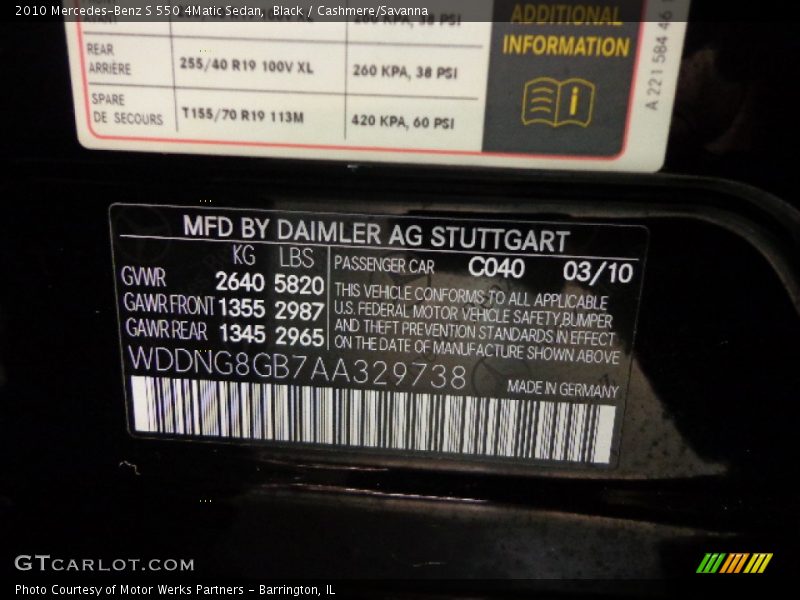 2010 Mercedes-Benz S 550 4Matic Sedan, Black / Cashmere/Savanna
ADDITIONAL
INFORMATION
REAR
ARRIÈRE
255/40 R19 100V XL
260 KPA, 38 PSI
SPARE
DE SECOURS
T155/70 R19 113M
420 KPA, 60 PSI
A 221 584 46
MFD BY DAIMLER AG STUTTGART
KG LBS
GVWR 2640 5820
GAWR FRONT 1355 2987
GAWR REAR 1345 2965
PASSENGER CAR C040 03/10
THIS VEHICLE CONFORMS TO ALL APPLICABLE
U.S. FEDERAL MOTOR VEHICLE SAFETY,BUMPER
AND THEFT PREVENTION STANDARDS IN EFFECT
ON THE DATE OF MANUFACTURE SHOWN ABOVE
WDDNG8GB7AA329738
MADE IN GERMANY
GTCARLOT.COM
Photo Courtesy of Motor Werks Partners - Barrington, IL